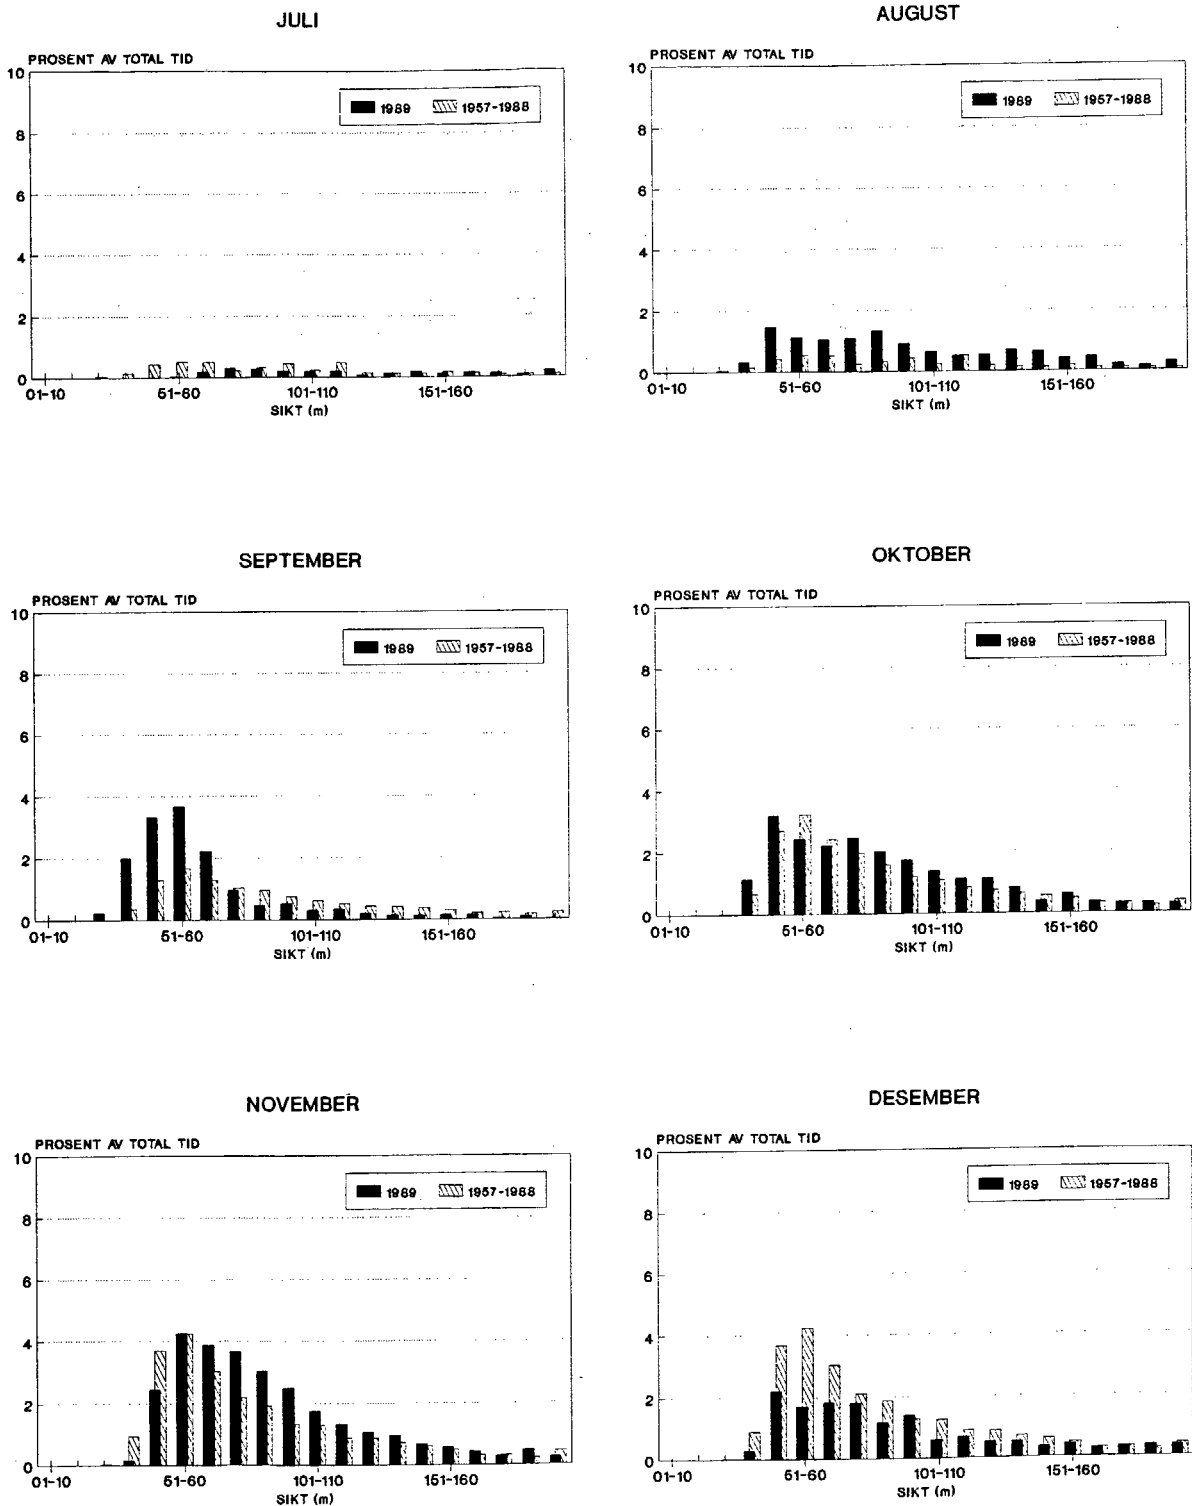 JULI
PROSENT AV TOTAL TID
10
8
6
4
2
0
1989 1957-1988
01-10 51-60 101-110 151-160
SIKT (m)
AUGUST
PROSENT AV TOTAL TID
10
8
6
4
2
0
1989 1957-1988
01-10 51-60 101-110 151-160
SIKT (m)
SEPTEMBER
PROSENT AV TOTAL TID
10
8
6
4
2
0
1989 1957-1988
01-10 51-60 101-110 151-160
SIKT (m)
OKTOBER
PROSENT AV TOTAL TID
10
8
6
4
2
0
1989 1957-1988
01-10 51-60 101-110 151-160
SIKT (m)
NOVEMBER
PROSENT AV TOTAL TID
10
8
6
4
2
0
1989 1957-1988
01-10 51-60 101-110 151-160
SIKT (m)
DESEMBER
PROSENT AV TOTAL TID
10
8
6
4
2
0
1989 1957-1988
01-10 51-60 101-110 151-160
SIKT (m)